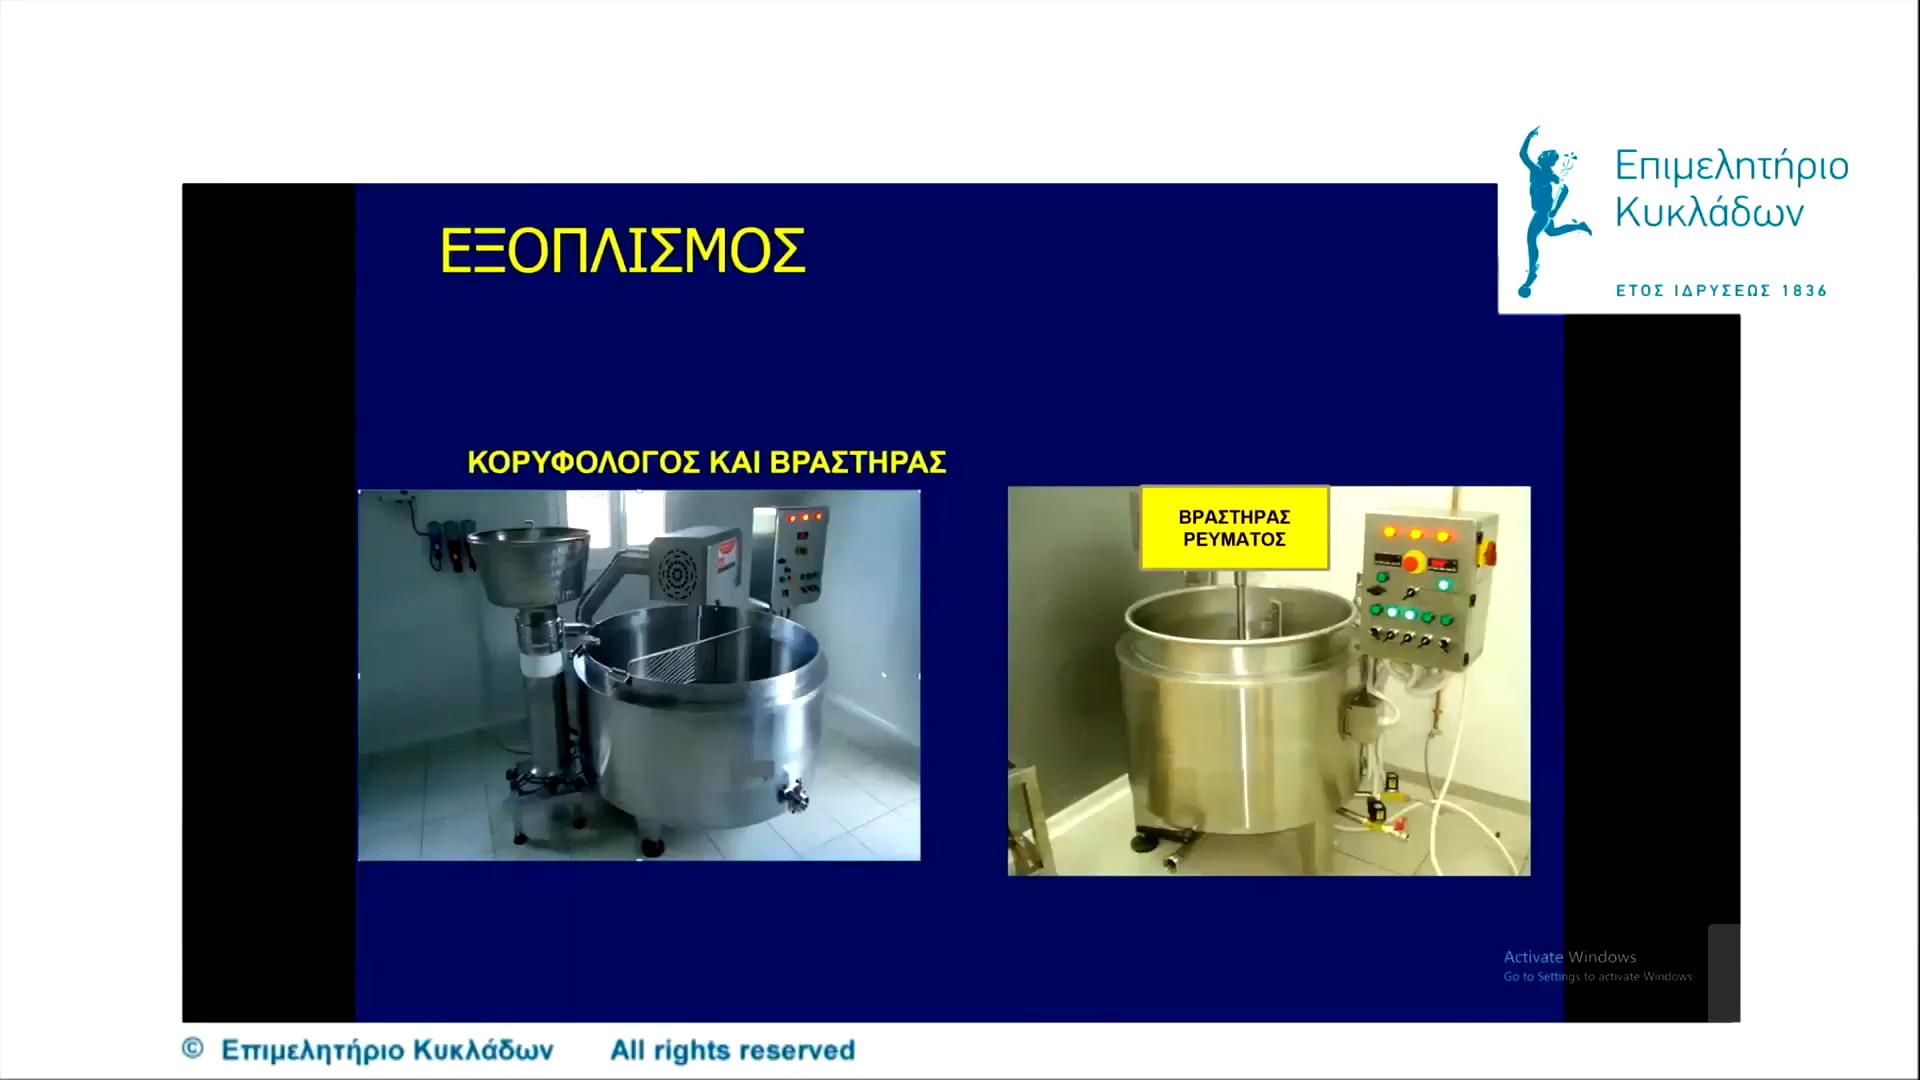 Επιμελητήριο
Κυκλάδων
ΕΤΟΣ ΙΔΡΥΣΕΩΣ 1836
ΕΞΟΠΛΙΣΜΟΣ
ΚΟΡΥΦΟΛΟΓΟΣ ΚΑΙ ΒΡΑΣΤΗΡΑΣ
ΒΡΑΣΤΗΡΑΣ
ΡΕΥΜΑΤΟΣ
Activate Windows
Go to Settings to activate Windows
© Επιμελητήριο Κυκλάδων All rights reserved